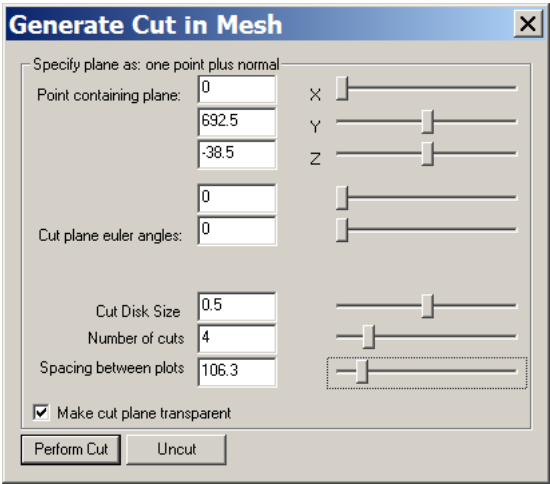 Generate Cut in Mesh
Specify plane as: one point plus normal
Point containing plane: 0 X
692.5 Y
-38.5 Z
0
Cut plane euler angles: 0
Cut Disk Size 0.5
Number of cuts 4
Spacing between plots 106.3
Make cut plane transparent
Perform Cut Uncut